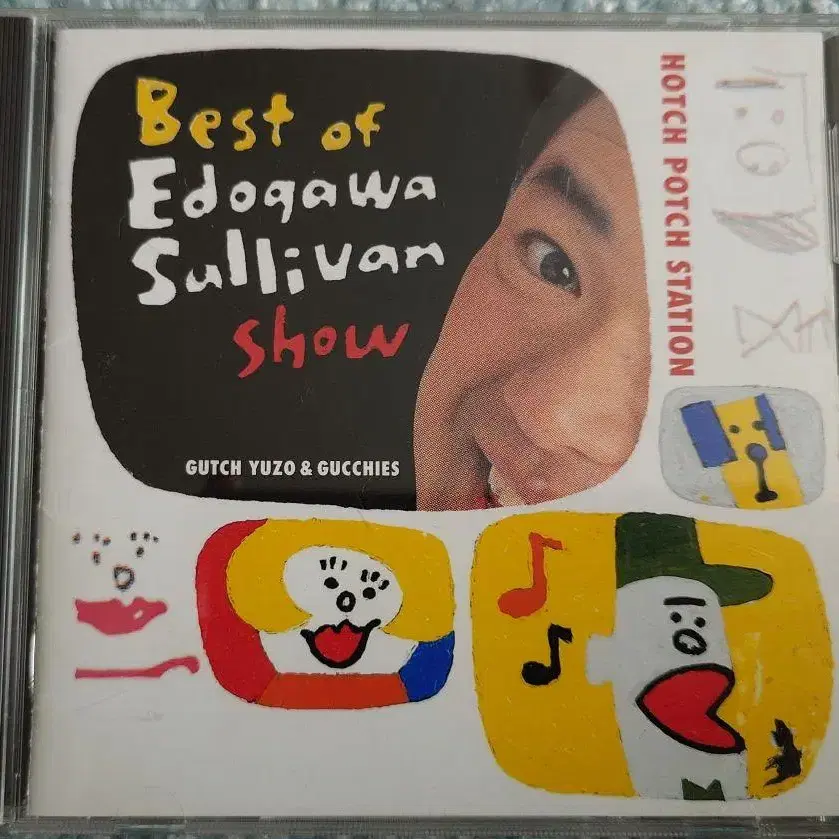 Best of
Edogawa
Sullivan
Show
GUTCH YUZO & GUCCHIES
HOTCH POTCH STATION